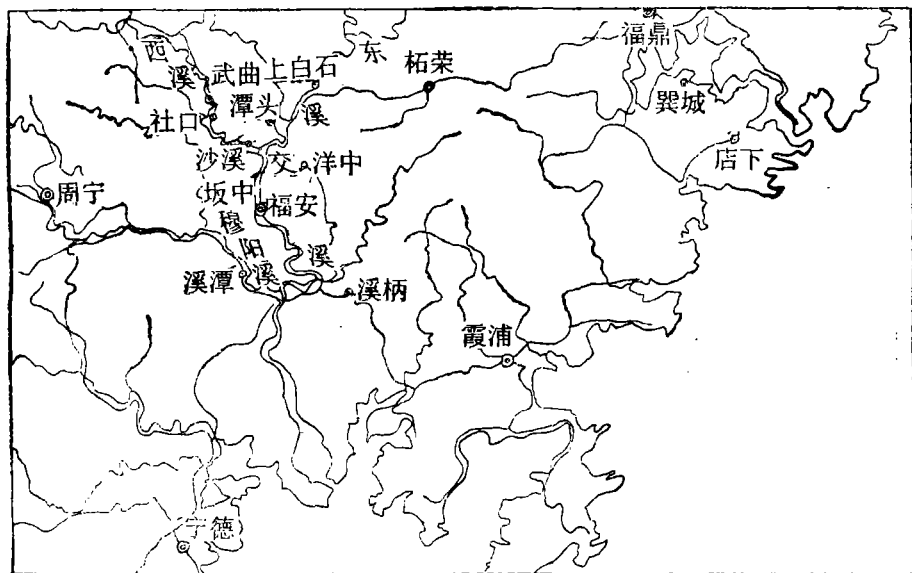 福鼎
东
西
柘荣
武曲
上白石
溪
潭头
溪
巽城
社口
店下
沙溪
交
洋中
周宁
坂中
福安
穆
阳
溪
溪
溪潭
溪柄
霞浦
宁德